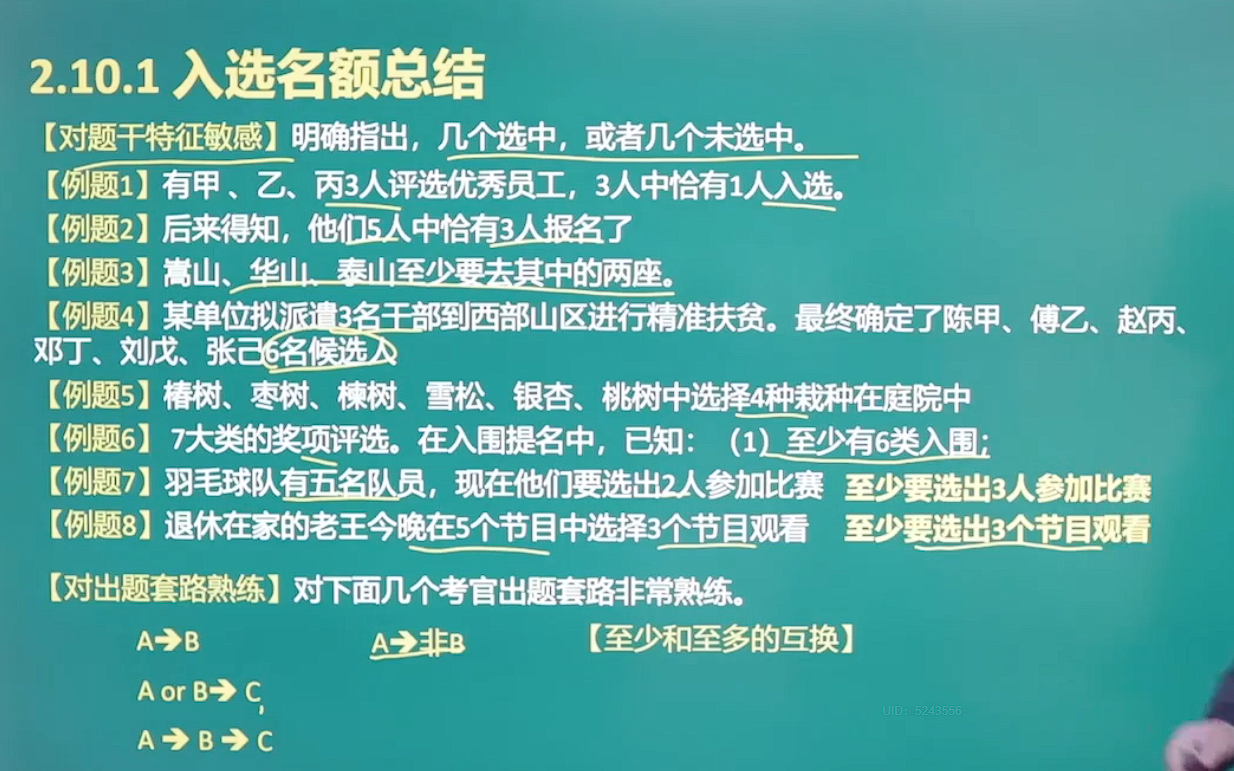 2.10.1 入选名额总结
【对题干特征敏感】明确指出，几个选中，或者几个未选中。
【例题1】有甲、乙、丙3人评选优秀员工，3人中恰有1人入选。
【例题2】后来得知，他们5人中恰有3人报名了
【例题3】嵩山、华山、泰山至少要去其中的两座。
【例题4】某单位拟派遣3名干部到西部山区进行精准扶贫。最终确定了陈甲、傅乙、赵丙、
邓丁、刘戊、张己6名候选人
【例题5】椿树、枣树、楝树、雪松、银杏、桃树中选择4种栽种在庭院中
【例题6】 7大类的奖项评选。在入围提名中，已知：（1）至少有6类入围；
【例题7】羽毛球队有五名队员，现在他们要选出2人参加比赛 至少要选出3人参加比赛
【例题8】退休在家的老王今晚在5个节目中选择3个节目观看 至少要选出3个节目观看
【对出题套路熟练】对下面几个考官出题套路非常熟练。
A➔B A➔非B 【至少和至多的互换】
A or B➔ C
UID：5243556
A ➔ B ➔ C